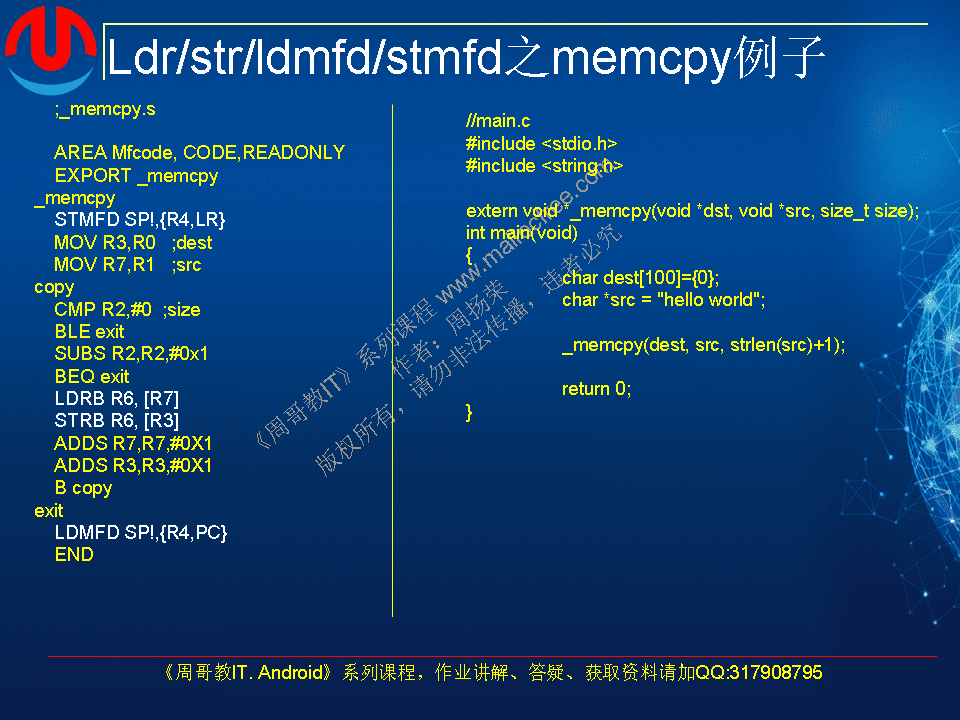 Ldr/str/ldmfd/stmfd之memcpy例子
;_memcpy.s
AREA Mfcode, CODE,READONLY
EXPORT _memcpy
_memcpy
STMFD SP!,{R4,LR}
MOV R3,R0 ;dest
MOV R7,R1 ;src
copy
CMP R2,#0 ;size
BLE exit
SUBS R2,R2,#0x1
BEQ exit
LDRB R6, [R7]
STRB R6, [R3]
ADDS R7,R7,#0X1
ADDS R3,R3,#0X1
B copy
exit
LDMFD SP!,{R4,PC}
END
//main.c
#include <stdio.h>
#include <string.h>
extern void *_memcpy(void *dst, void *src, size_t size);
int main(void)
{
char dest[100]={0};
char *src = "hello world";
_memcpy(dest, src, strlen(src)+1);
return 0;
}
《周哥教IT》系列课程
作者：周扬荣
版权所有，请勿非法传播，违者必究
《周哥教IT. Android》系列课程，作业讲解、答疑、获取资料请加QQ:317908795